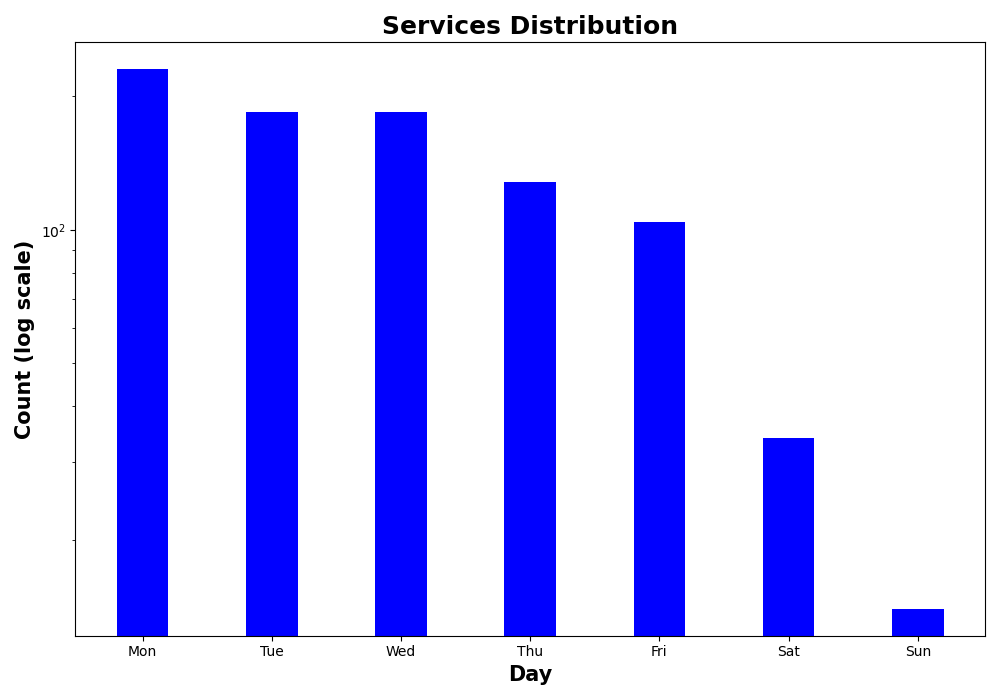 Services Distribution
Count (log scale)
10²
Mon Tue Wed Thu Fri Sat Sun
Day